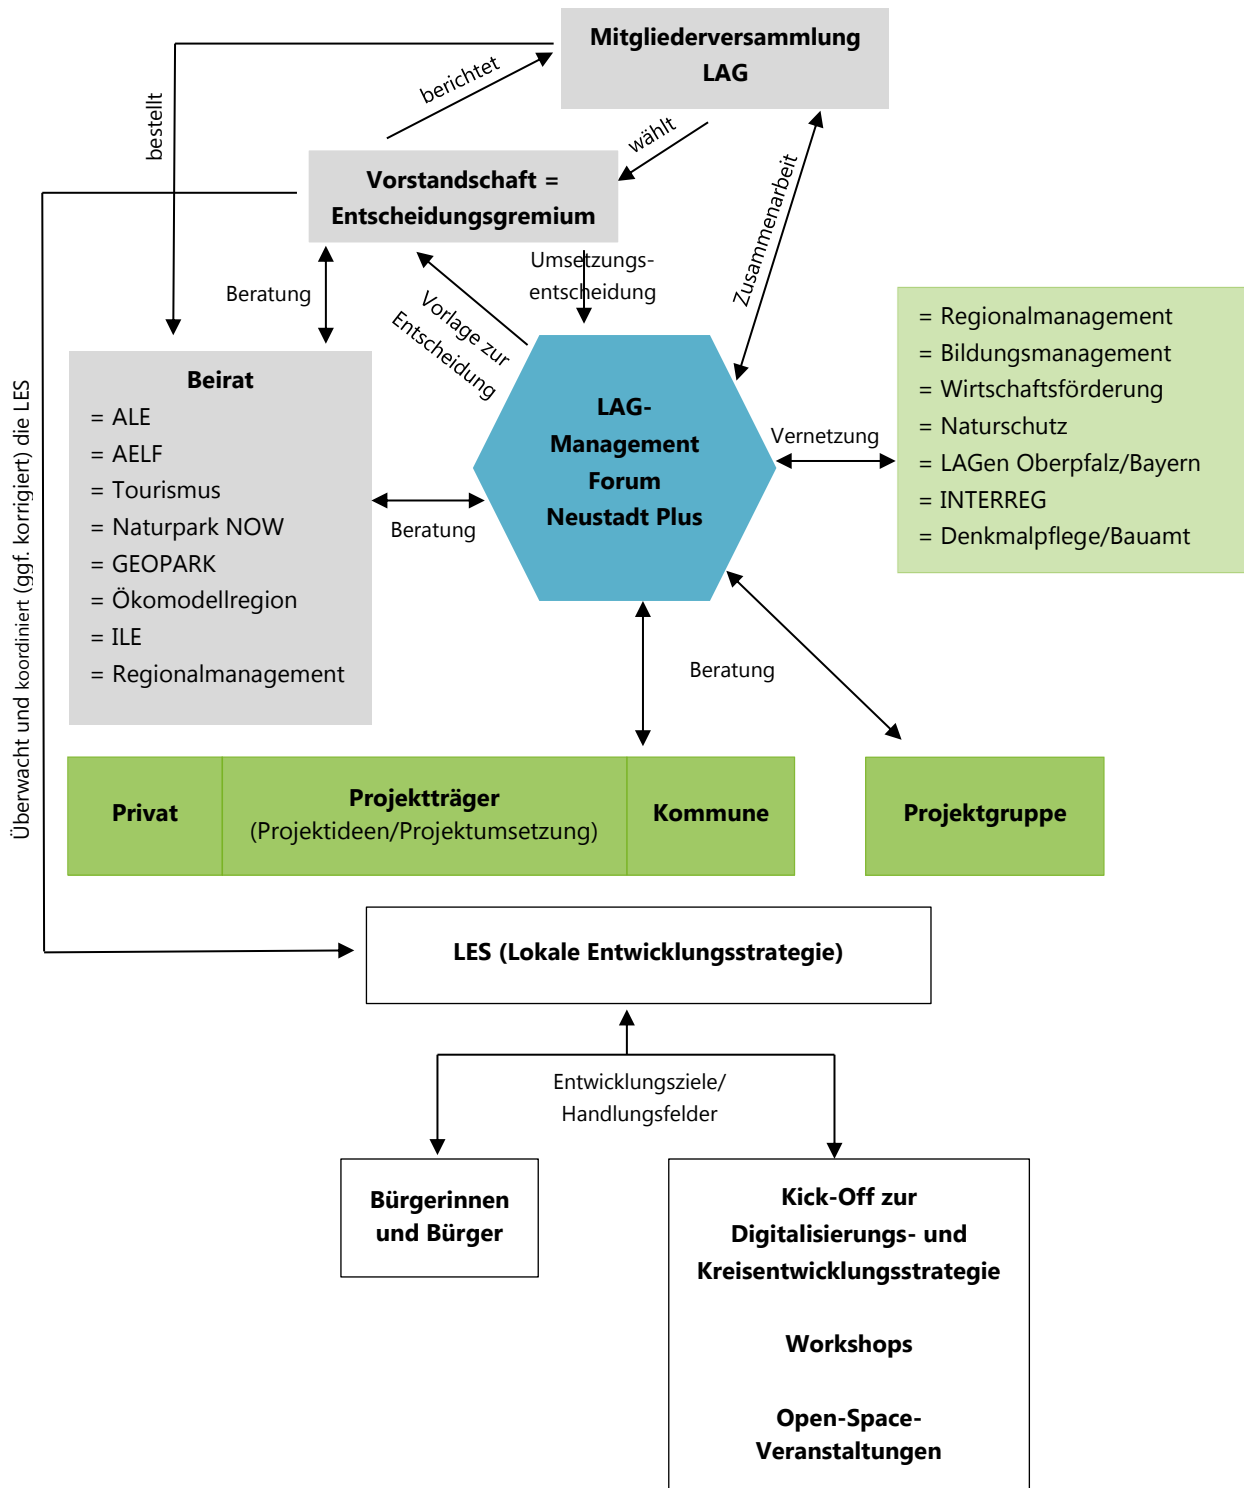 Mitgliederversammlung
LAG
bestellt
berichtet
wählt
Zusammenarbeit
Vorstandschaft =
Entscheidungsgremium
Beratung
Vorlage zur
Entscheidung
Umsetzungs-
entscheidung
Überwacht und koordiniert (ggf. korrigiert) die LES
Beirat
= ALE
= AELF
= Tourismus
= Naturpark NOW
= GEOPARK
= Ökomodellregion
= ILE
= Regionalmanagement
Beratung
LAG-
Management
Forum
Neustadt Plus
Vernetzung
= Regionalmanagement
= Bildungsmanagement
= Wirtschaftsförderung
= Naturschutz
= LAGen Oberpfalz/Bayern
= INTERREG
= Denkmalpflege/Bauamt
Beratung
Privat
Projektträger
(Projektideen/Projektumsetzung)
Kommune
Projektgruppe
LES (Lokale Entwicklungsstrategie)
Entwicklungsziele/
Handlungsfelder
Bürgerinnen
und Bürger
Kick-Off zur
Digitalisierungs- und
Kreisentwicklungsstrategie
Workshops
Open-Space-
Veranstaltungen